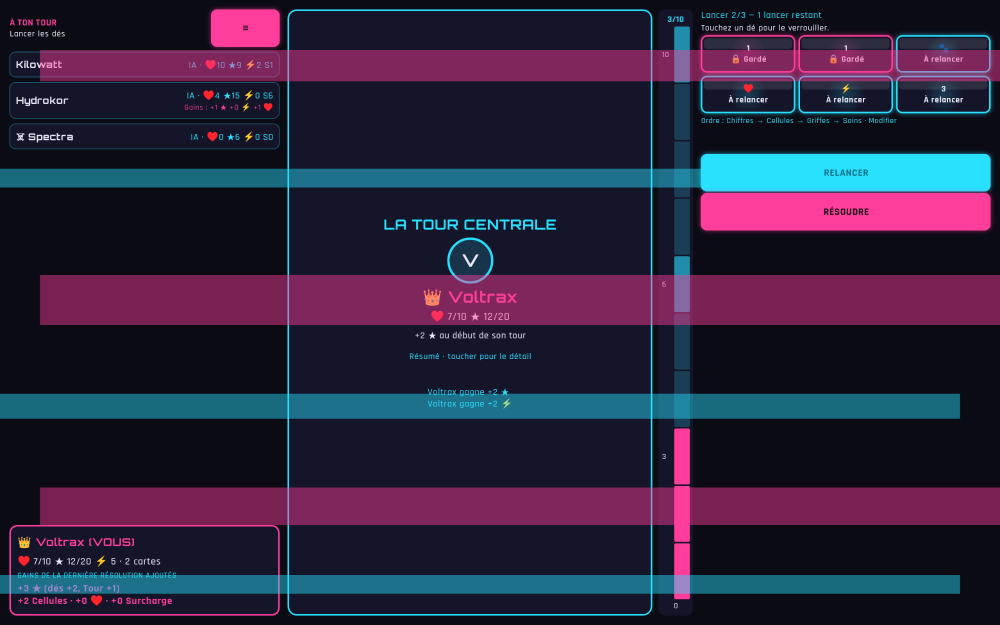 À TON TOUR
Lancer les dés
≡
Kilowatt
IA · ❤️10 ★9 ⚡2 S1
Hydrokor
IA · ❤️4 ★15 ⚡0 S6
Gains : +1 ★ +0 ⚡ +1 ❤️
☠️ Spectra
IA · ❤️0 ★6 ⚡0 S0
👑 Voltrax (VOUS)
❤️ 7/10 ★ 12/20 ⚡ 5 · 2 cartes
GAINS DE LA DERNIÈRE RÉSOLUTION AJOUTÉS
+3 ★ (dés +2, Tour +1)
+2 Cellules · +0 ❤️ · +0 Surcharge
LA TOUR CENTRALE
V
👑 Voltrax
❤️ 7/10 ★ 12/20
+2 ★ au début de son tour
Résumé · toucher pour le détail
Voltrax gagne +2 ★
Voltrax gagne +2 ⚡
3/10
10
6
3
0
Lancer 2/3 — 1 lancer restant
Touchez un dé pour le verrouiller.
1
🔒 Gardé
1
🔒 Gardé
🐾
À relancer
❤️
À relancer
⚡
À relancer
3
À relancer
Ordre : Chiffres → Cellules → Griffes → Soins · Modifier
RELANCER
RÉSOUDRE